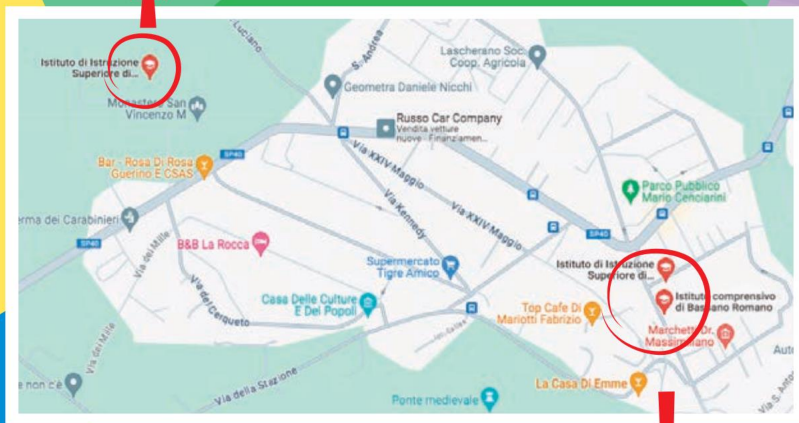 Luciano
S. Andrea
Lascherano Soc.
Coop. Agricola
Istituto di Istruzione
Superiore di...
Geometra Daniele Nicchi
Monastero San
Vincenzo M
Russo Car Company
Vendita vetture
nuove - Finanziamen...
SP40
Bar - Rosa Di Rosa
Guerino E CSAS
Via XXIV Maggio
Parco Pubblico
Mario Cenciarini
Via Kennedy
Via XXIV Maggio
erma dei Carabinieri
SP40
SP40
B&B La Rocca
Via del Mille
Supermercato
Tigre Amico
Istituto di Istruzione
Superiore di...
Via del Cerqueto
Casa Delle Culture
E Dei Popoli
Istituto comprensivo
di Bassano Romano
Top Cafe Di
Mariotti Fabrizio
Marchetti Dr.
Massimiliano
Via dei Mille
Auto
e non c'è
Via della Stazione
La Casa Di Emme
Ponte medievale
Via S. Anto